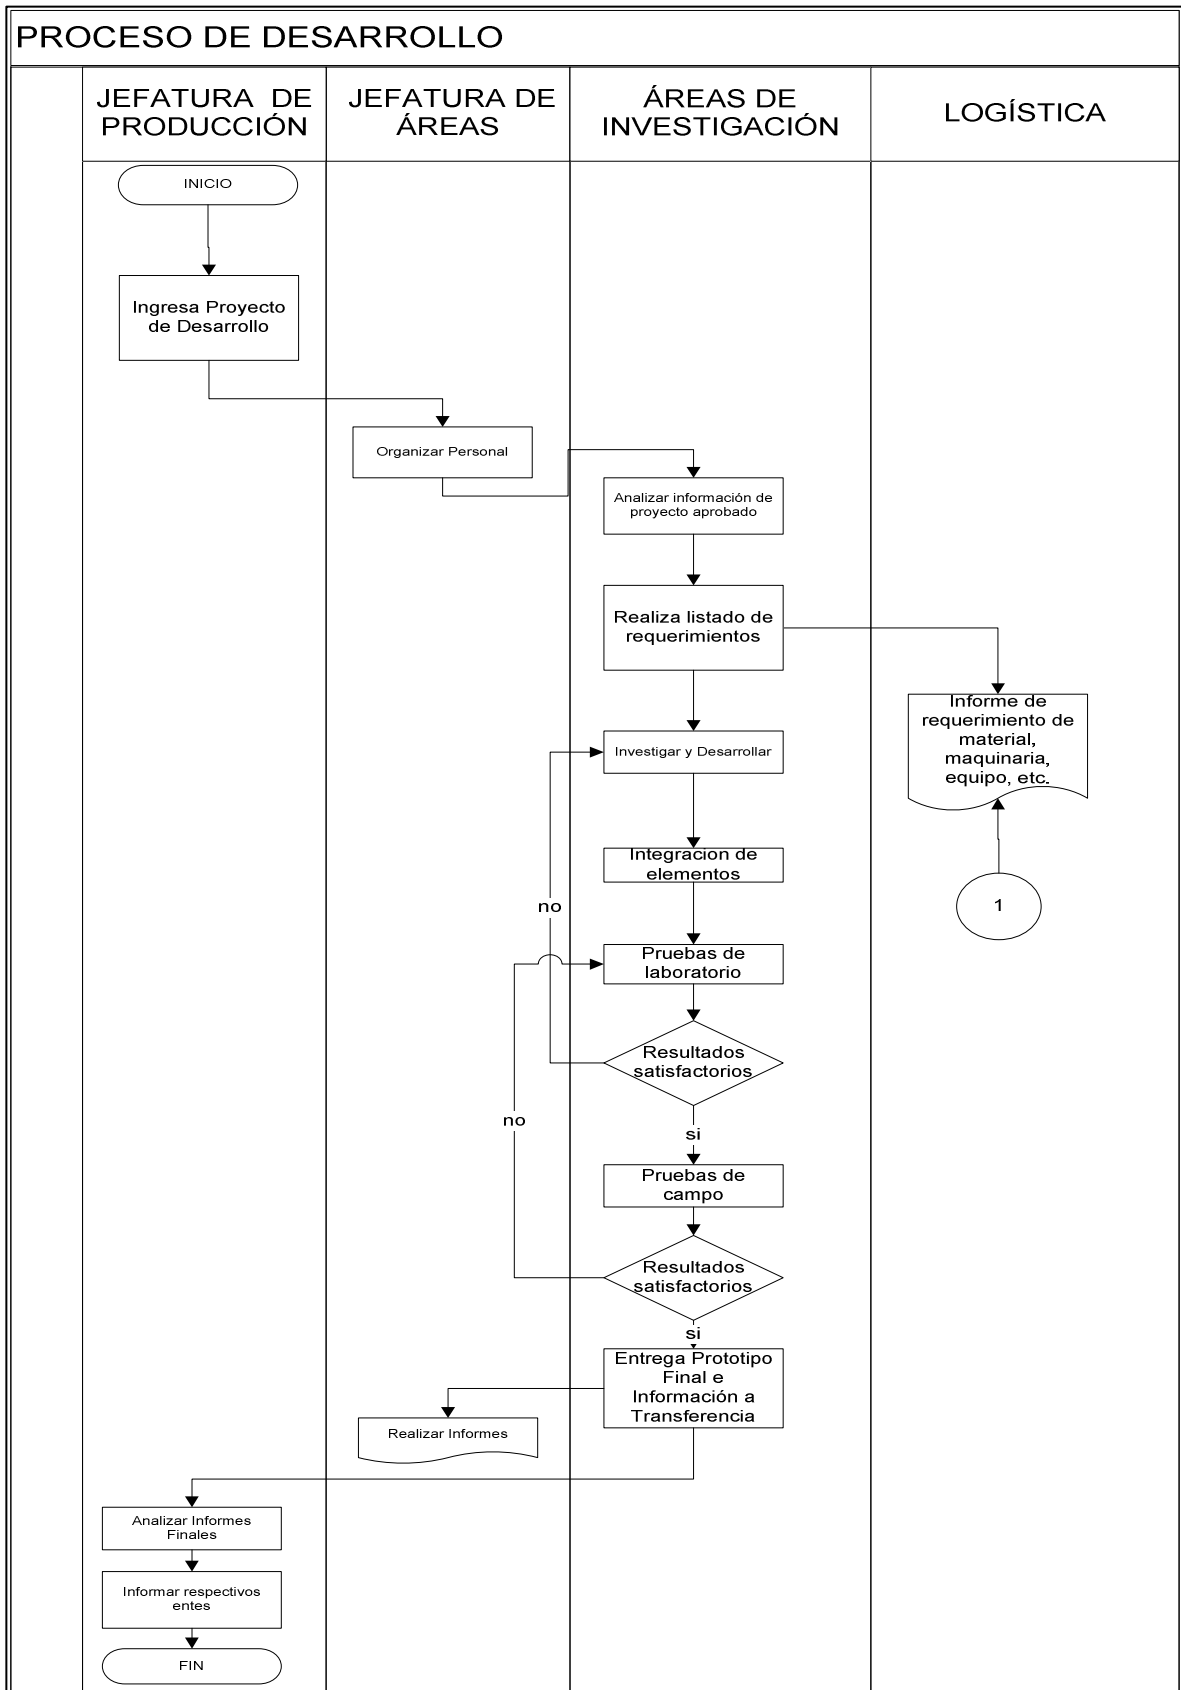 PROCESO DE DESARROLLO
JEFATURA DE
PRODUCCIÓN
JEFATURA DE
ÁREAS
ÁREAS DE
INVESTIGACIÓN
LOGÍSTICA
INICIO
Ingresa Proyecto
de Desarrollo
Organizar Personal
Analizar información de
proyecto aprobado
Realiza listado de
requerimientos
Informe de
requerimiento de
material,
maquinaria,
equipo, etc.
Investigar y Desarrollar
Integracion de
elementos
no
1
Pruebas de
laboratorio
Resultados
satisfactorios
no
si
Pruebas de
campo
Resultados
satisfactorios
si
Entrega Prototipo
Final e
Información a
Transferencia
Realizar Informes
Analizar Informes
Finales
Informar respectivos
entes
FIN